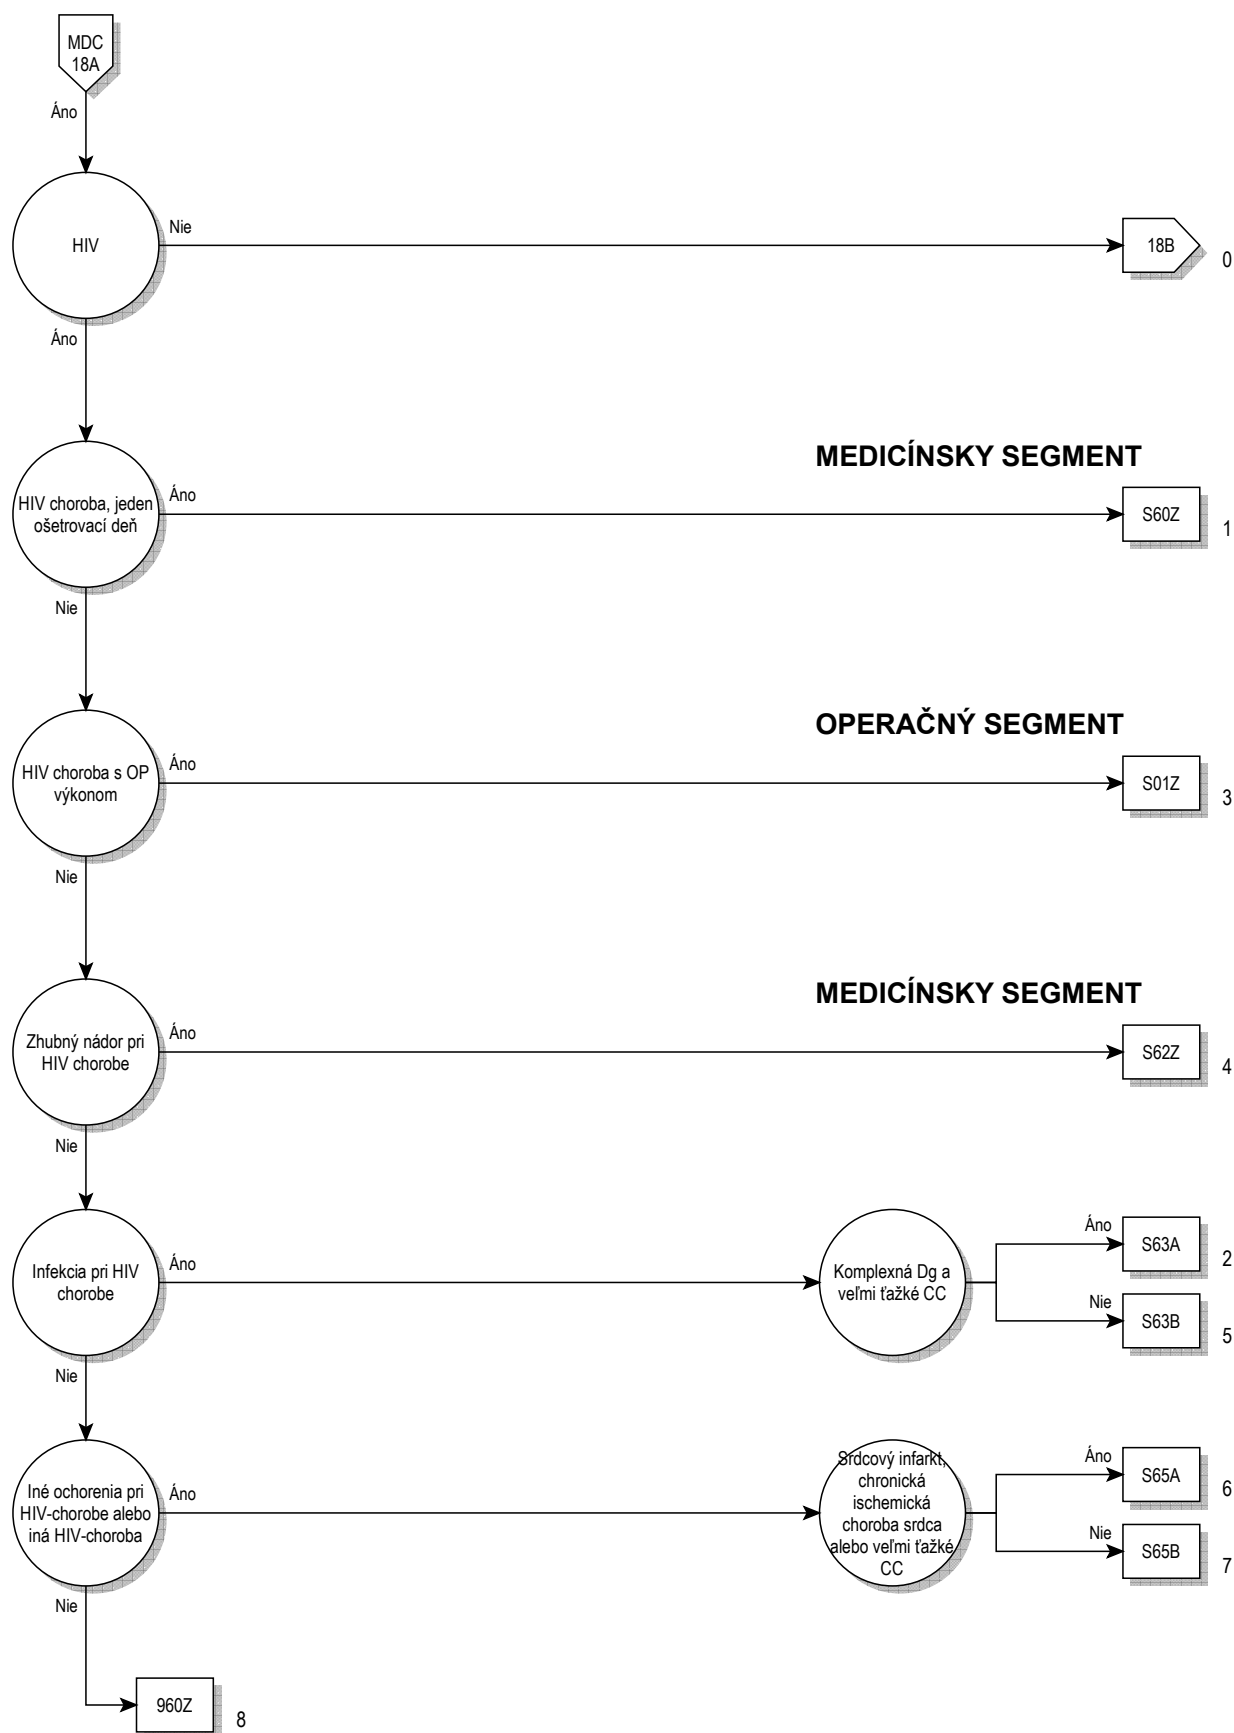 MDC
18A
Áno
HIV
Nie
18B
0
Áno
MEDICÍNSKY SEGMENT
HIV choroba, jeden
ošetrovací deň
Áno
S60Z
1
Nie
OPERAČNÝ SEGMENT
HIV choroba s OP
výkonom
Áno
S01Z
3
Nie
MEDICÍNSKY SEGMENT
Zhubný nádor pri
HIV chorobe
Áno
S62Z
4
Nie
Infekcia pri HIV
chorobe
Áno
Komplexná Dg a
veľmi ťažké CC
Áno
S63A
2
Nie
S63B
5
Nie
Iné ochorenia pri
HIV-chorobe alebo
iná HIV-choroba
Áno
Srdcový infarkt,
chronická
ischemická
choroba srdca
alebo veľmi ťažké
CC
Áno
S65A
6
Nie
S65B
7
Nie
960Z
8